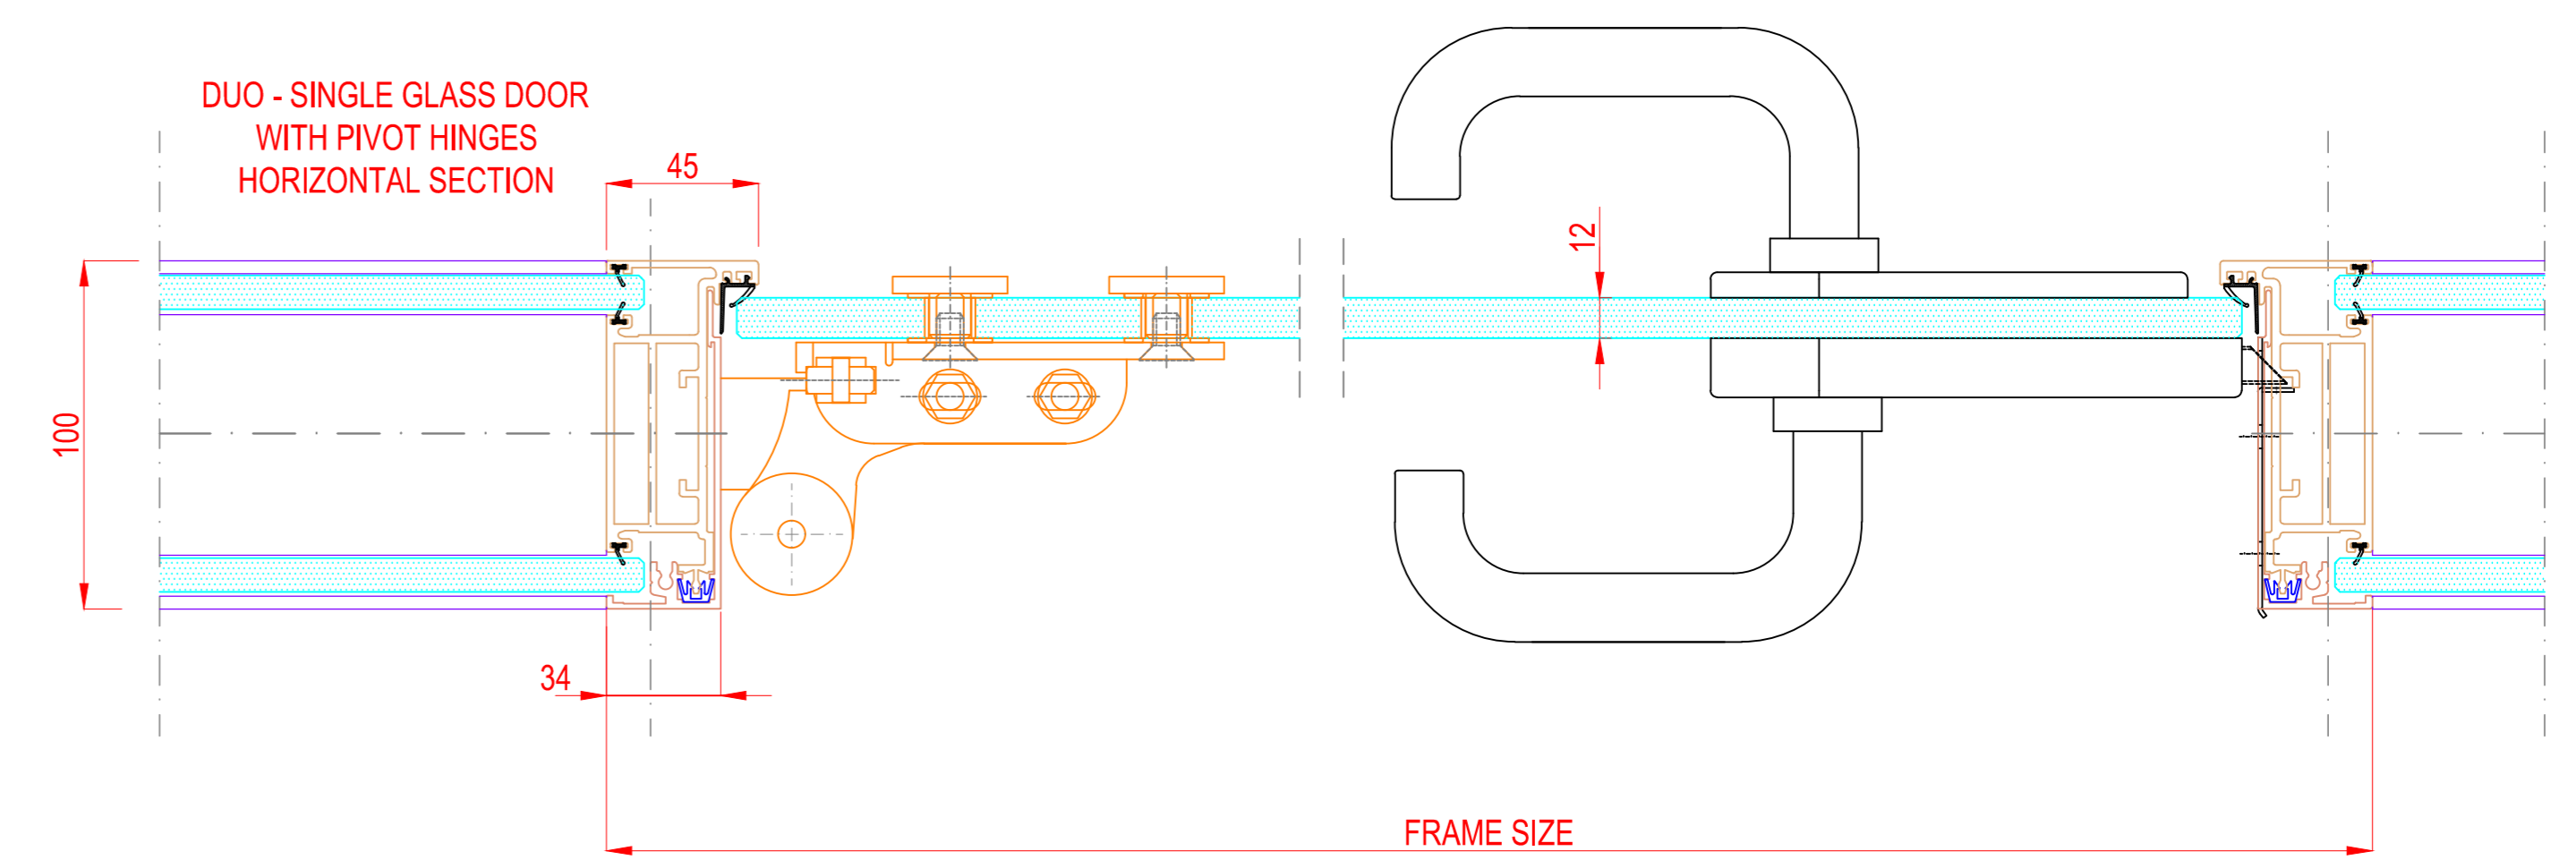 DUO - SINGLE GLASS DOOR
WITH PIVOT HINGES
HORIZONTAL SECTION
45
12
100
34
FRAME SIZE